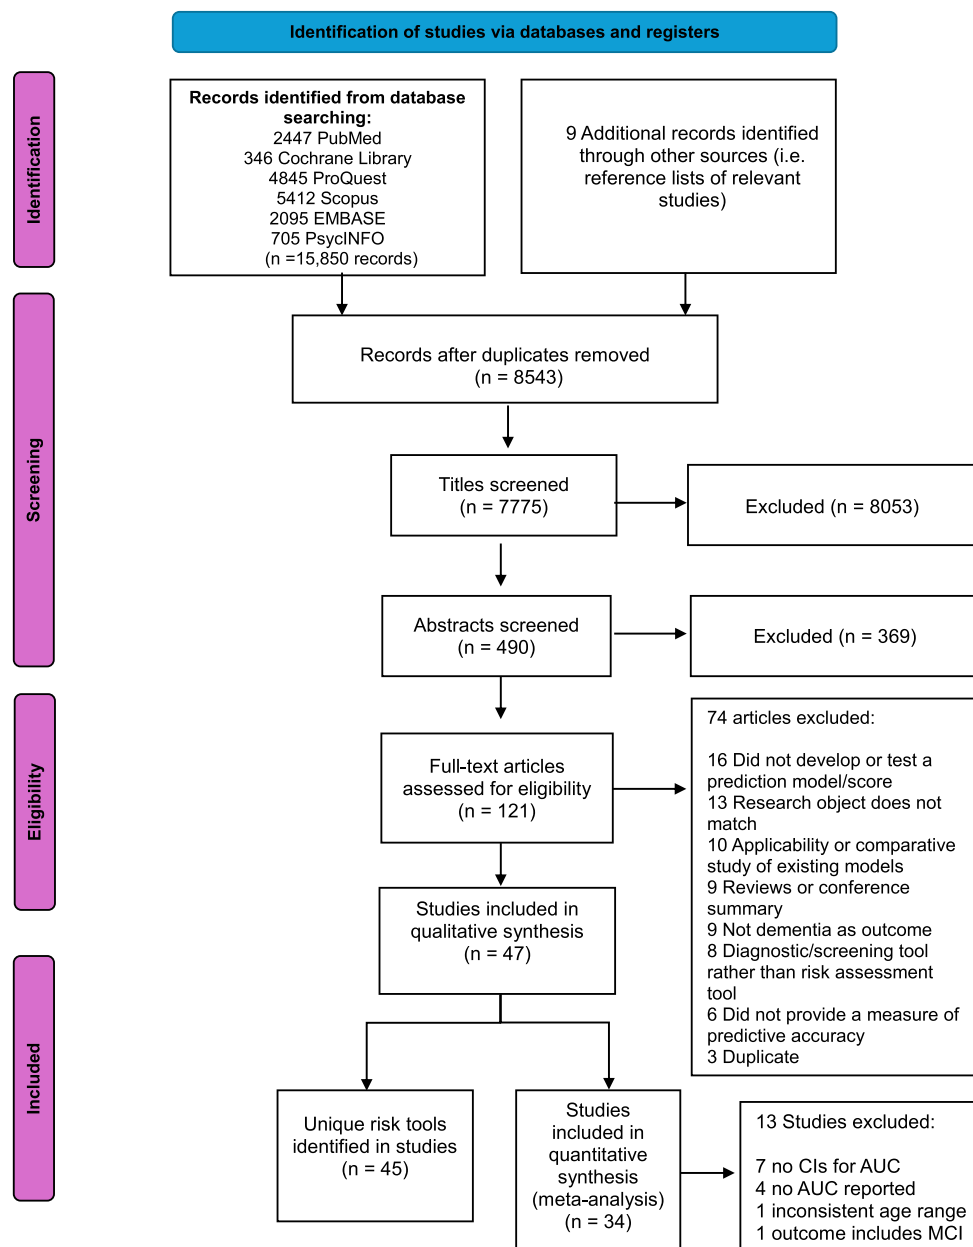 Identification of studies via databases and registers
Identification
Records identified from database
searching:
2447 PubMed
346 Cochrane Library
4845 ProQuest
5412 Scopus
2095 EMBASE
705 PsycINFO
(n =15,850 records)
9 Additional records identified
through other sources (i.e.
reference lists of relevant
studies)
Screening
Records after duplicates removed
(n = 8543)
Titles screened
(n = 7775)
Excluded (n = 8053)
Abstracts screened
(n = 490)
Excluded (n = 369)
Eligibility
Full-text articles
assessed for eligibility
(n = 121)
74 articles excluded:
16 Did not develop or test a
prediction model/score
13 Research object does not
match
10 Applicability or comparative
study of existing models
9 Reviews or conference
summary
9 Not dementia as outcome
8 Diagnostic/screening tool
rather than risk assessment
tool
6 Did not provide a measure of
predictive accuracy
3 Duplicate
Studies included in
qualitative synthesis
(n = 47)
Included
Unique risk tools
identified in studies
(n = 45)
Studies
included in
quantitative
synthesis
(meta-analysis)
(n = 34)
13 Studies excluded:
7 no CIs for AUC
4 no AUC reported
1 inconsistent age range
1 outcome includes MCI